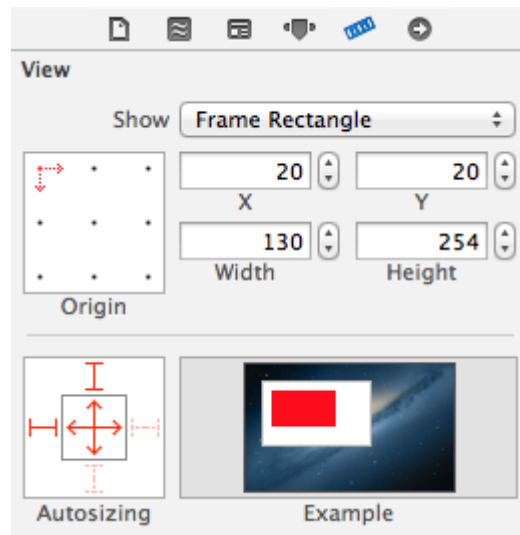 View
Show Frame Rectangle
20 20
X Y
130 254
Width Height
Origin
Autosizing Example